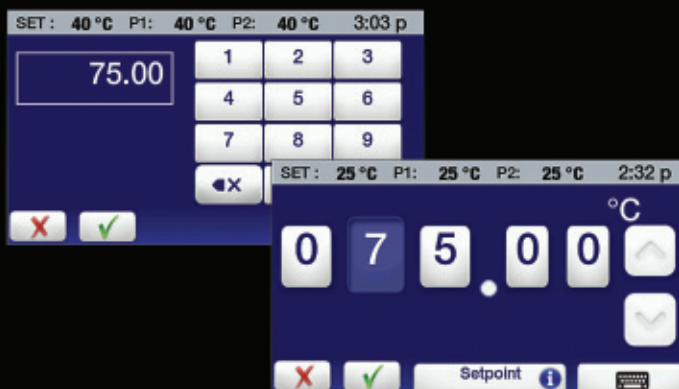 SET : 40 °C P1: 40 °C P2: 40 °C 3:03 p
75.00
1 2 3
4 5 6
7 8 9
X
SET : 25 °C P1: 25 °C P2: 25 °C 2:32 p
°C
0 7 5 . 0 0
Setpoint i